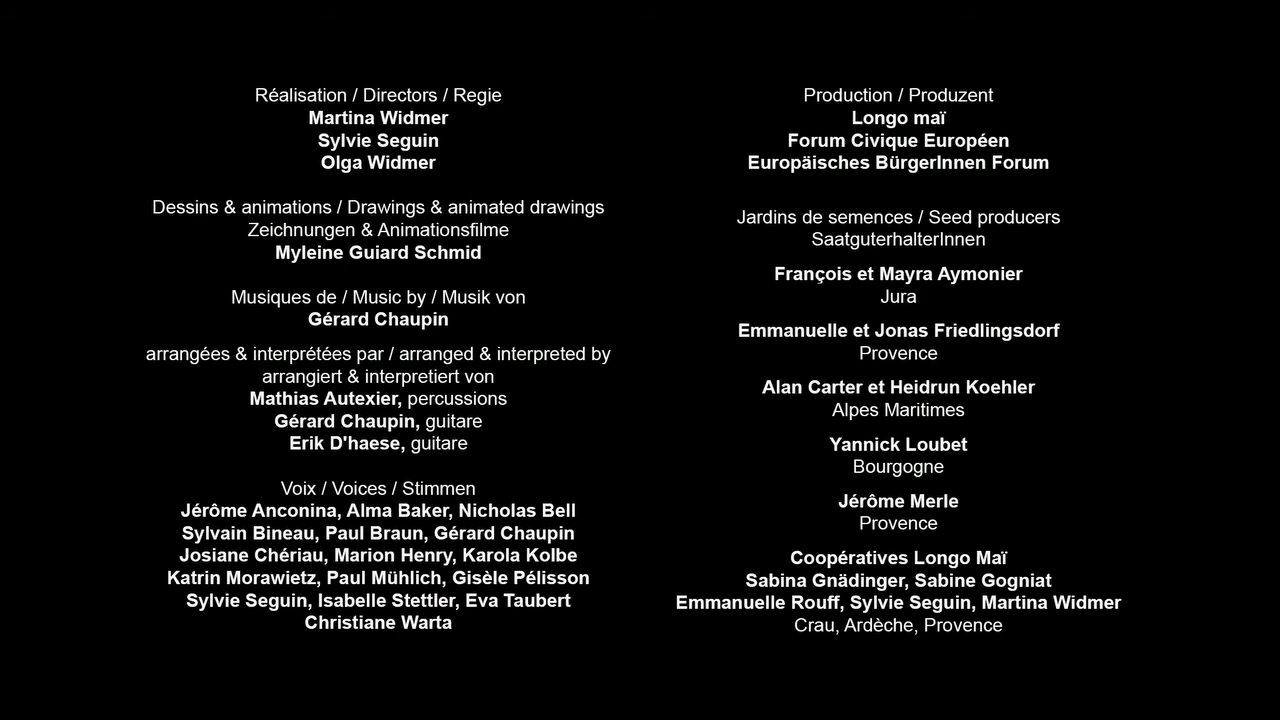 Réalisation / Directors / Regie
Martina Widmer
Sylvie Seguin
Olga Widmer
Dessins & animations / Drawings & animated drawings
Zeichnungen & Animationsfilme
Myleine Guiard Schmid
Musiques de / Music by / Musik von
Gérard Chaupin
arrangées & interprétées par / arranged & interpreted by
arrangiert & interpretiert von
Mathias Autexier, percussions
Gérard Chaupin, guitare
Erik D'haese, guitare
Voix / Voices / Stimmen
Jérôme Anconina, Alma Baker, Nicholas Bell
Sylvain Bineau, Paul Braun, Gérard Chaupin
Josiane Chériau, Marion Henry, Karola Kolbe
Katrin Morawietz, Paul Mühlich, Gisèle Pélisson
Sylvie Seguin, Isabelle Stettler, Eva Taubert
Christiane Warta
Production / Produzent
Longo maï
Forum Civique Européen
Europäisches BürgerInnen Forum
Jardins de semences / Seed producers
SaatguterhalterInnen
François et Mayra Aymonier
Jura
Emmanuelle et Jonas Friedlingsdorf
Provence
Alan Carter et Heidrun Koehler
Alpes Maritimes
Yannick Loubet
Bourgogne
Jérôme Merle
Provence
Coopératives Longo Maï
Sabina Gnädinger, Sabine Gogniat
Emmanuelle Rouff, Sylvie Seguin, Martina Widmer
Crau, Ardèche, Provence